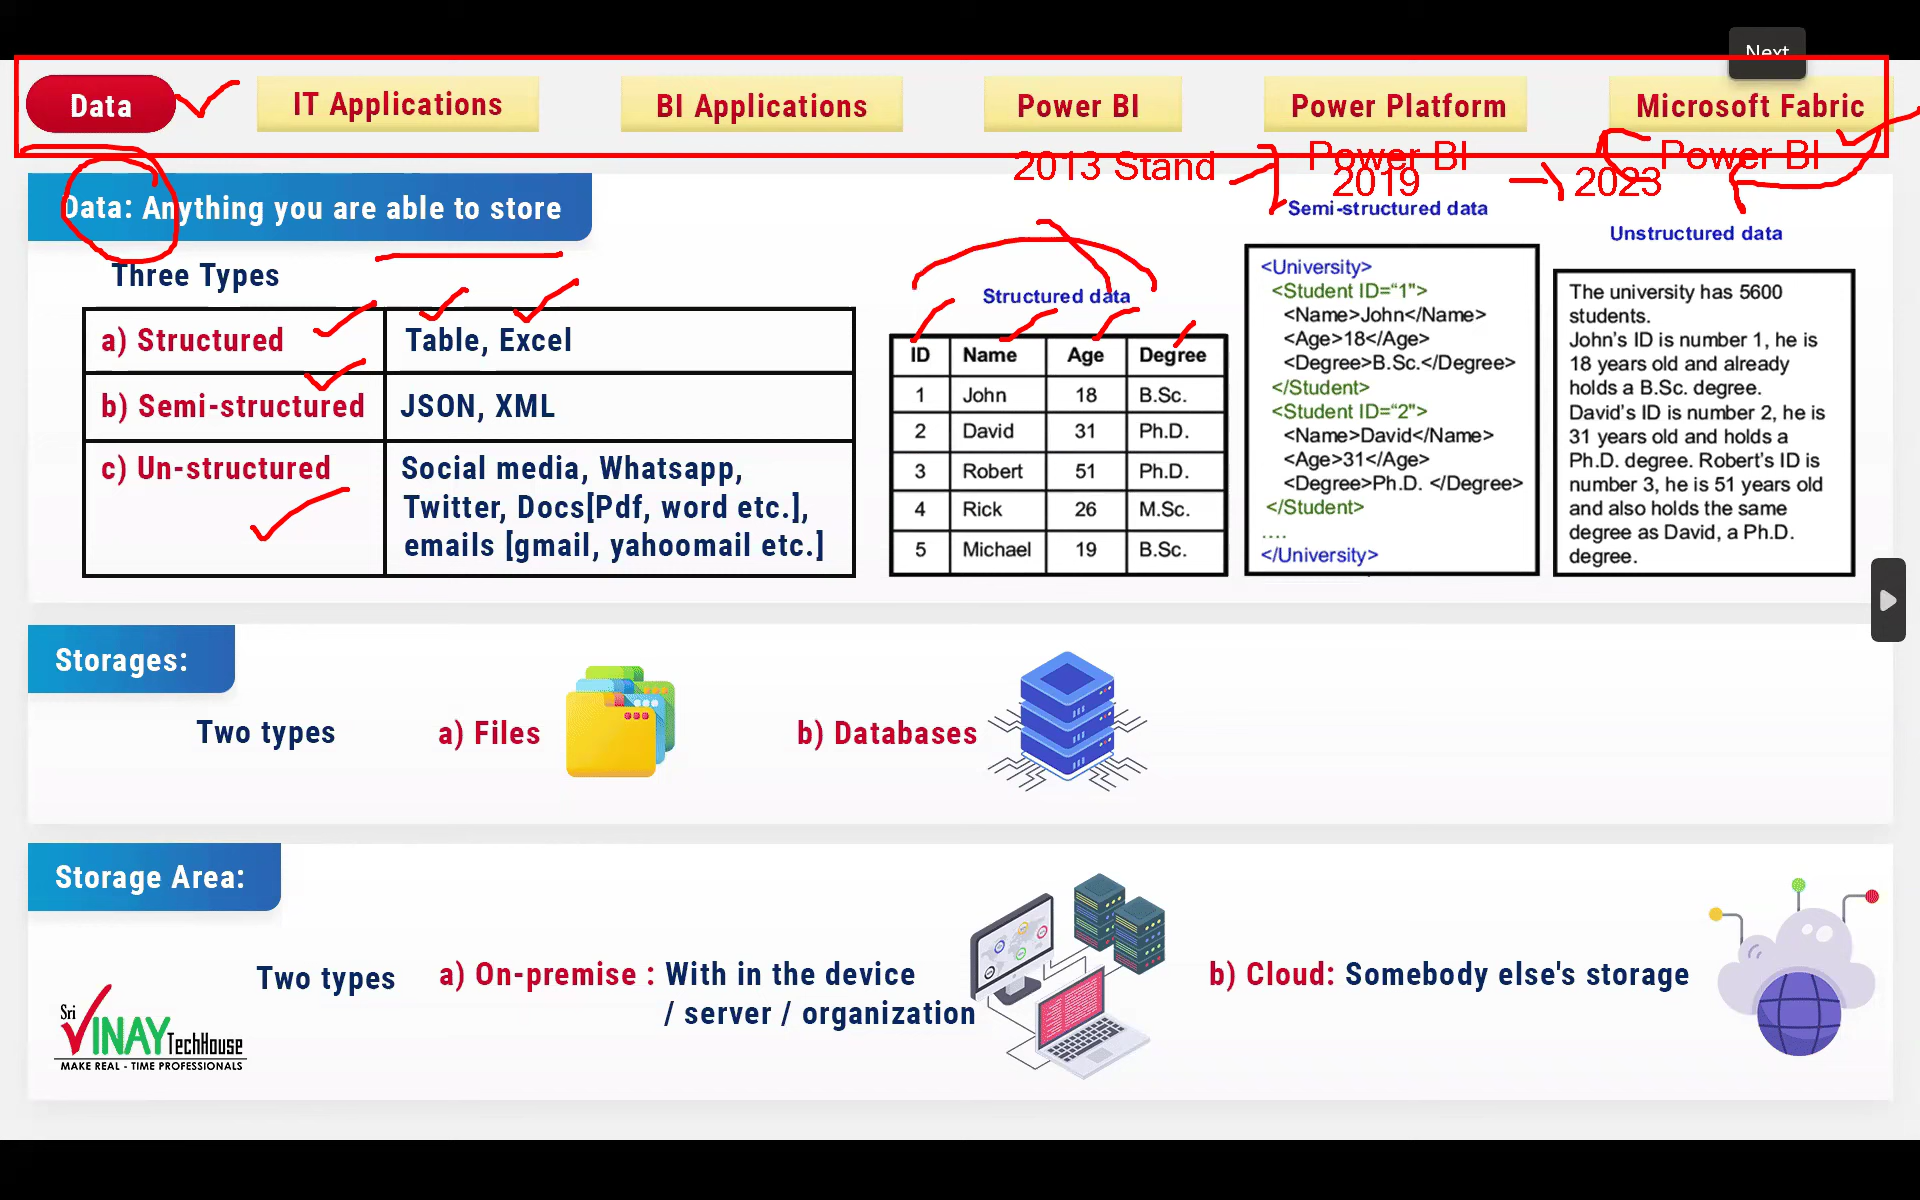 Next
Data
IT Applications
BI Applications
Power BI
Power Platform
Microsoft Fabric
2013 Stand
Power BI
2019
2023
Power BI
Data: Anything you are able to store
Three Types
a) Structured
Table, Excel
b) Semi-structured
JSON, XML
c) Un-structured
Social media, Whatsapp,
Twitter, Docs[Pdf, word etc.],
emails [gmail, yahoomail etc.]
Structured data
ID Name Age Degree
1 John 18 B.Sc.
2 David 31 Ph.D.
3 Robert 51 Ph.D.
4 Rick 26 M.Sc.
5 Michael 19 B.Sc.
Semi-structured data
<University>
<Student ID="1">
<Name>John</Name>
<Age>18</Age>
<Degree>B.Sc.</Degree>
</Student>
<Student ID="2">
<Name>David</Name>
<Age>31</Age>
<Degree>Ph.D. </Degree>
</Student>
....
</University>
Unstructured data
The university has 5600
students.
John's ID is number 1, he is
18 years old and already
holds a B.Sc. degree.
David's ID is number 2, he is
31 years old and holds a
Ph.D. degree. Robert's ID is
number 3, he is 51 years old
and also holds the same
degree as David, a Ph.D.
degree.
Storages:
Two types
a) Files
b) Databases
Storage Area:
Two types
a) On-premise : With in the device
/ server / organization
b) Cloud: Somebody else's storage
Sri
VINAY TechHouse
MAKE REAL - TIME PROFESSIONALS